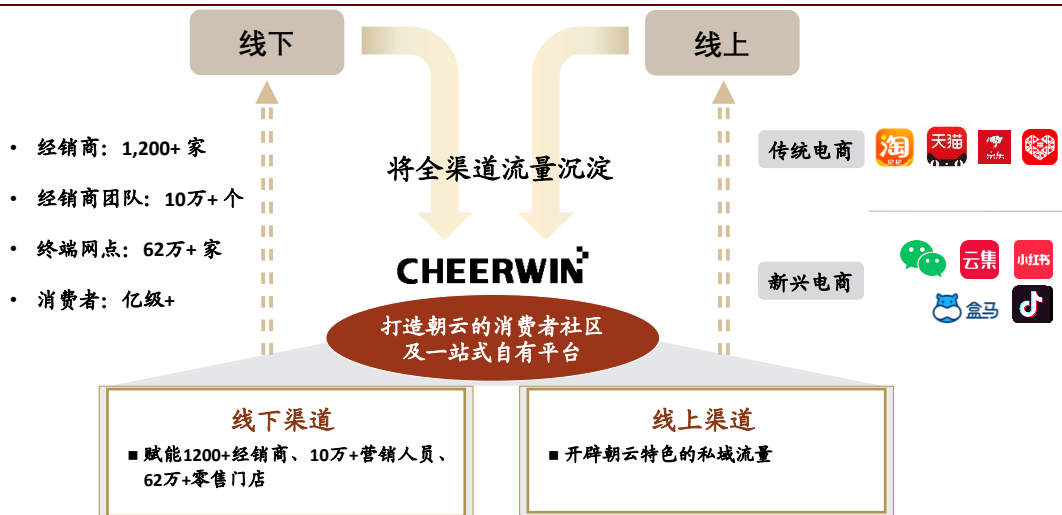 线下
线上
• 经销商：1,200+ 家
• 经销商团队：10万+ 个
• 终端网点：62万+ 家
• 消费者：亿级+
将全渠道流量沉淀
传统电商
淘
天猫
新兴电商
云集
小红书
盒马
CHEERWIN
打造朝云的消费者社区
及一站式自有平台
线下渠道
■ 赋能1200+经销商、10万+营销人员、
62万+零售门店
线上渠道
■ 开辟朝云特色的私域流量